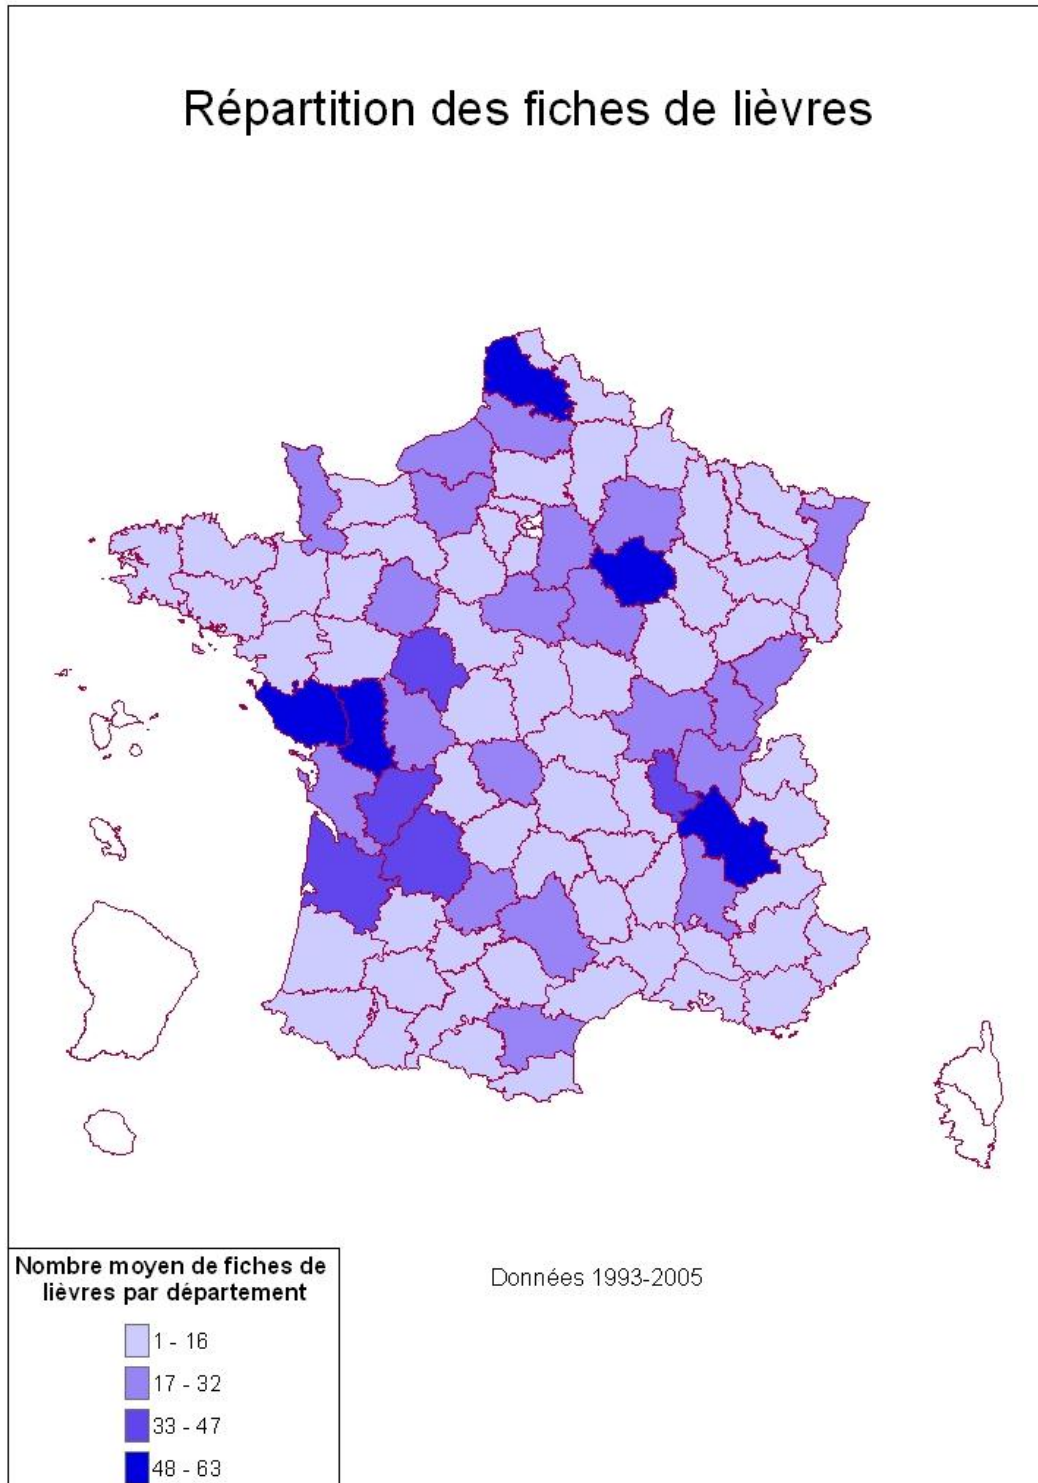 Répartition des fiches de lièvres
Nombre moyen de fiches de
lièvres par département
1 - 16
17 - 32
33 - 47
48 - 63
Données 1993-2005